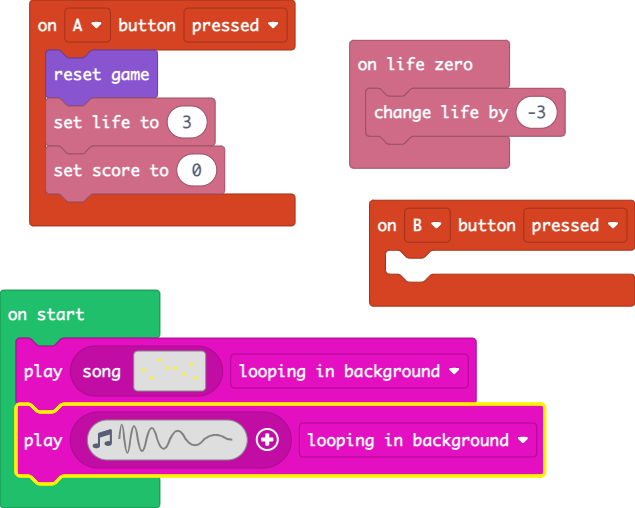 on A button pressed
reset game
set life to 3
set score to 0
on life zero
change life by -3
on B button pressed
on start
play song looping in background
play looping in background